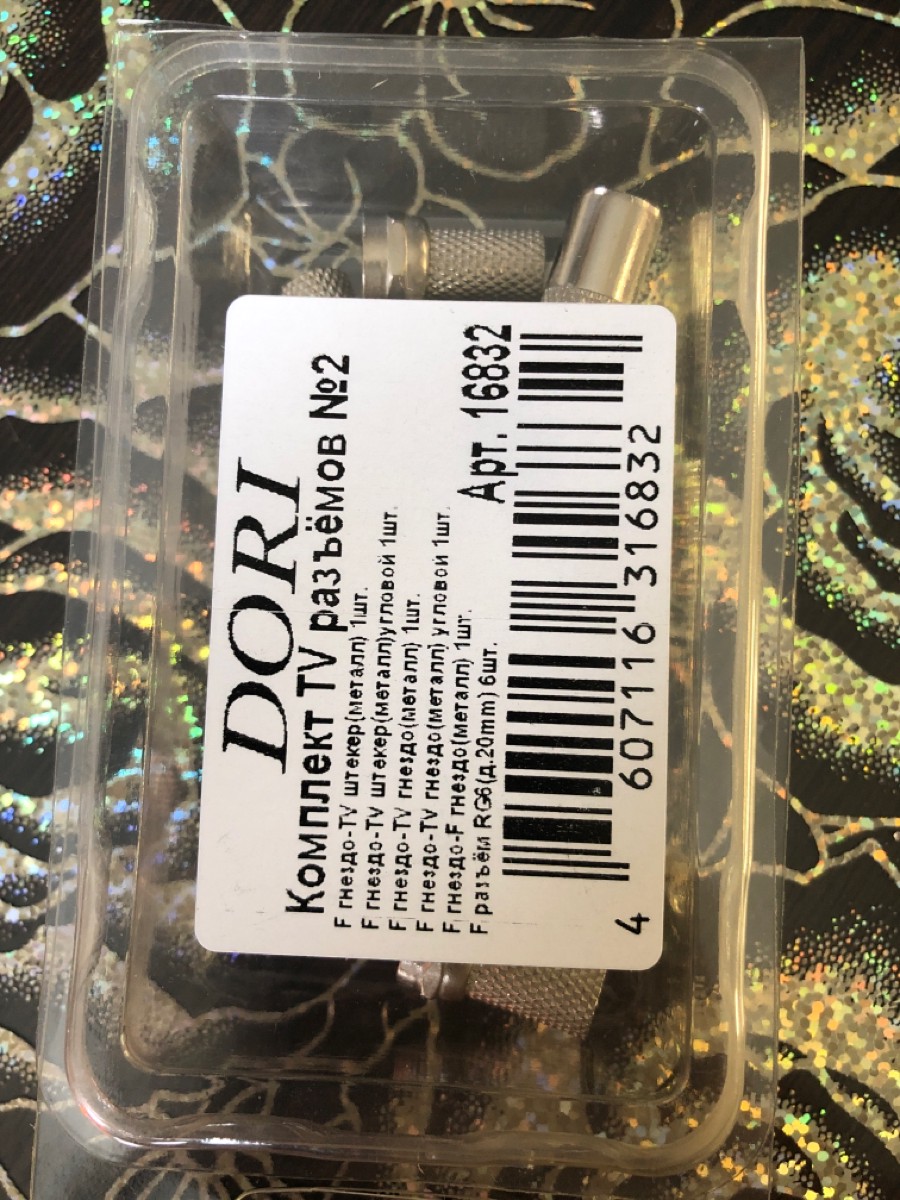 DORI
Комплект TV разъёмов №2
F гнездо-TV штекер(металл) 1шт.
F гнездо-TV штекер(металл)угловой 1шт.
F гнездо-TV гнездо(металл) 1шт.
F гнездо-TV гнездо(металл) угловой 1шт.
F гнездо-F гнездо(металл) 1шт.
F разъём RG6(д.20mm) 6шт.
Арт. 16832
4 607116 316832